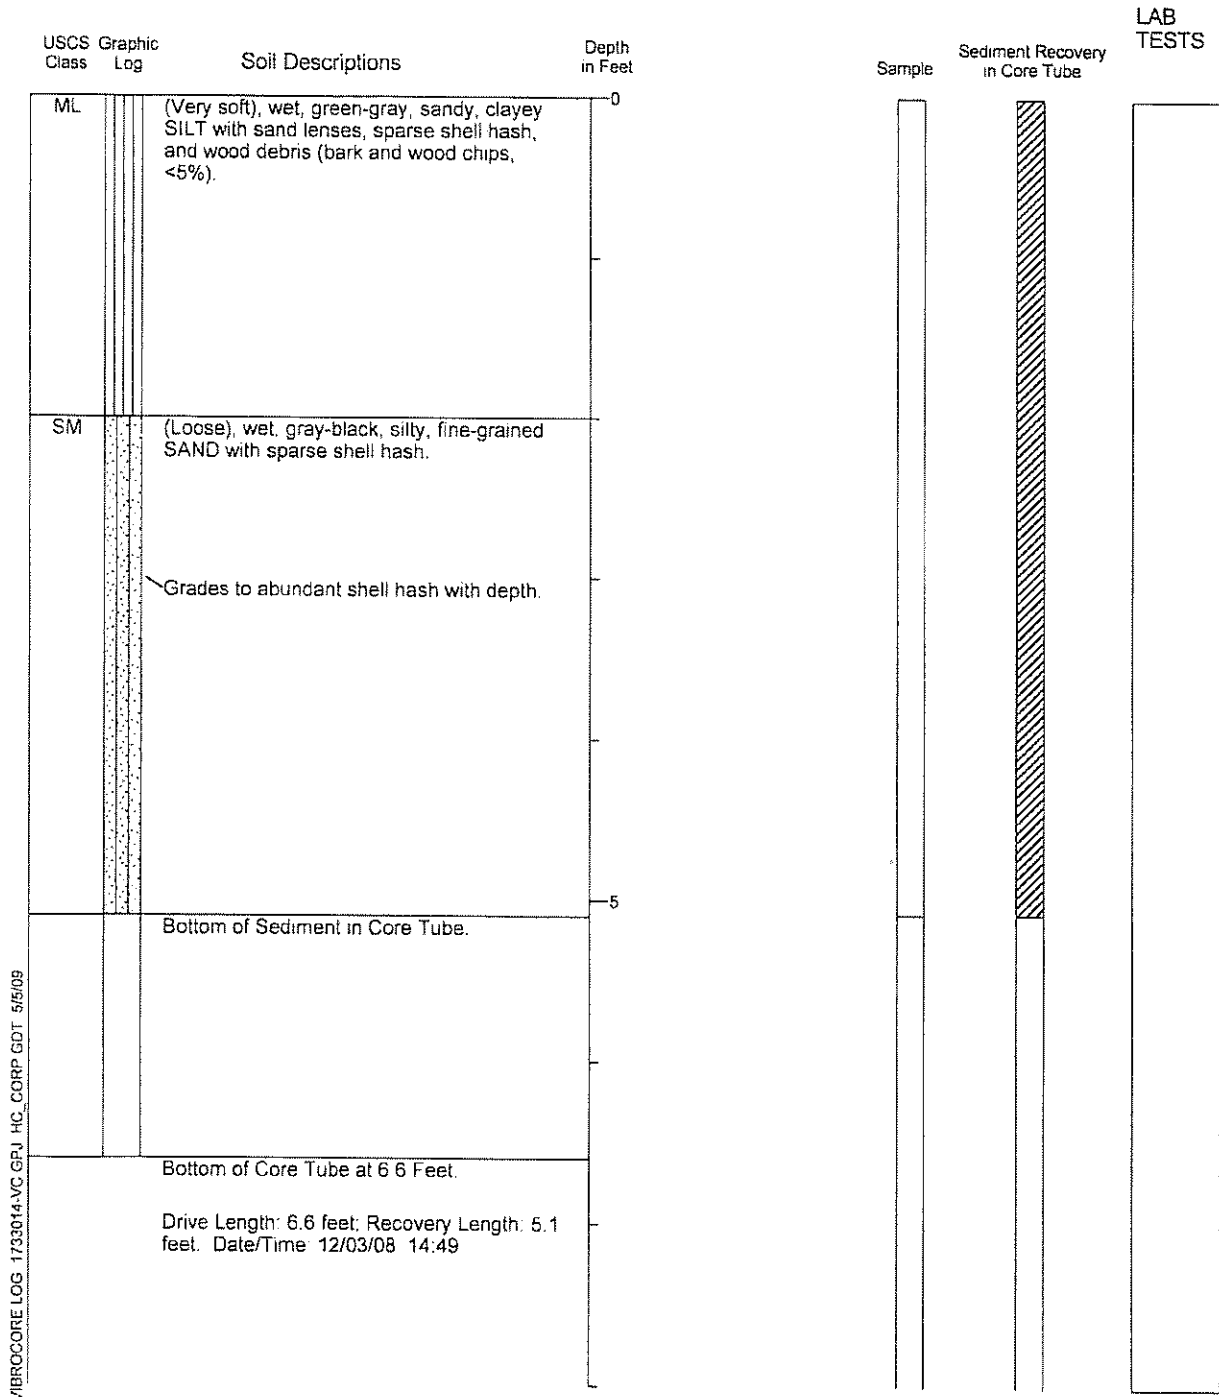 LAB
TESTS
USCS Graphic
Class Log
Soil Descriptions
Depth
in Feet
Sample
Sediment Recovery
in Core Tube
0
ML
(Very soft), wet, green-gray, sandy, clayey
SILT with sand lenses, sparse shell hash,
and wood debris (bark and wood chips,
<5%).
SM
(Loose), wet, gray-black, silty, fine-grained
SAND with sparse shell hash.
Grades to abundant shell hash with depth.
5
Bottom of Sediment in Core Tube.
Bottom of Core Tube at 6 6 Feet.
Drive Length: 6.6 feet; Recovery Length: 5.1
feet. Date/Time 12/03/08 14:49
VIBROCORE LOG 1733014-VC GPJ HC_CORP GDT 5/5/09